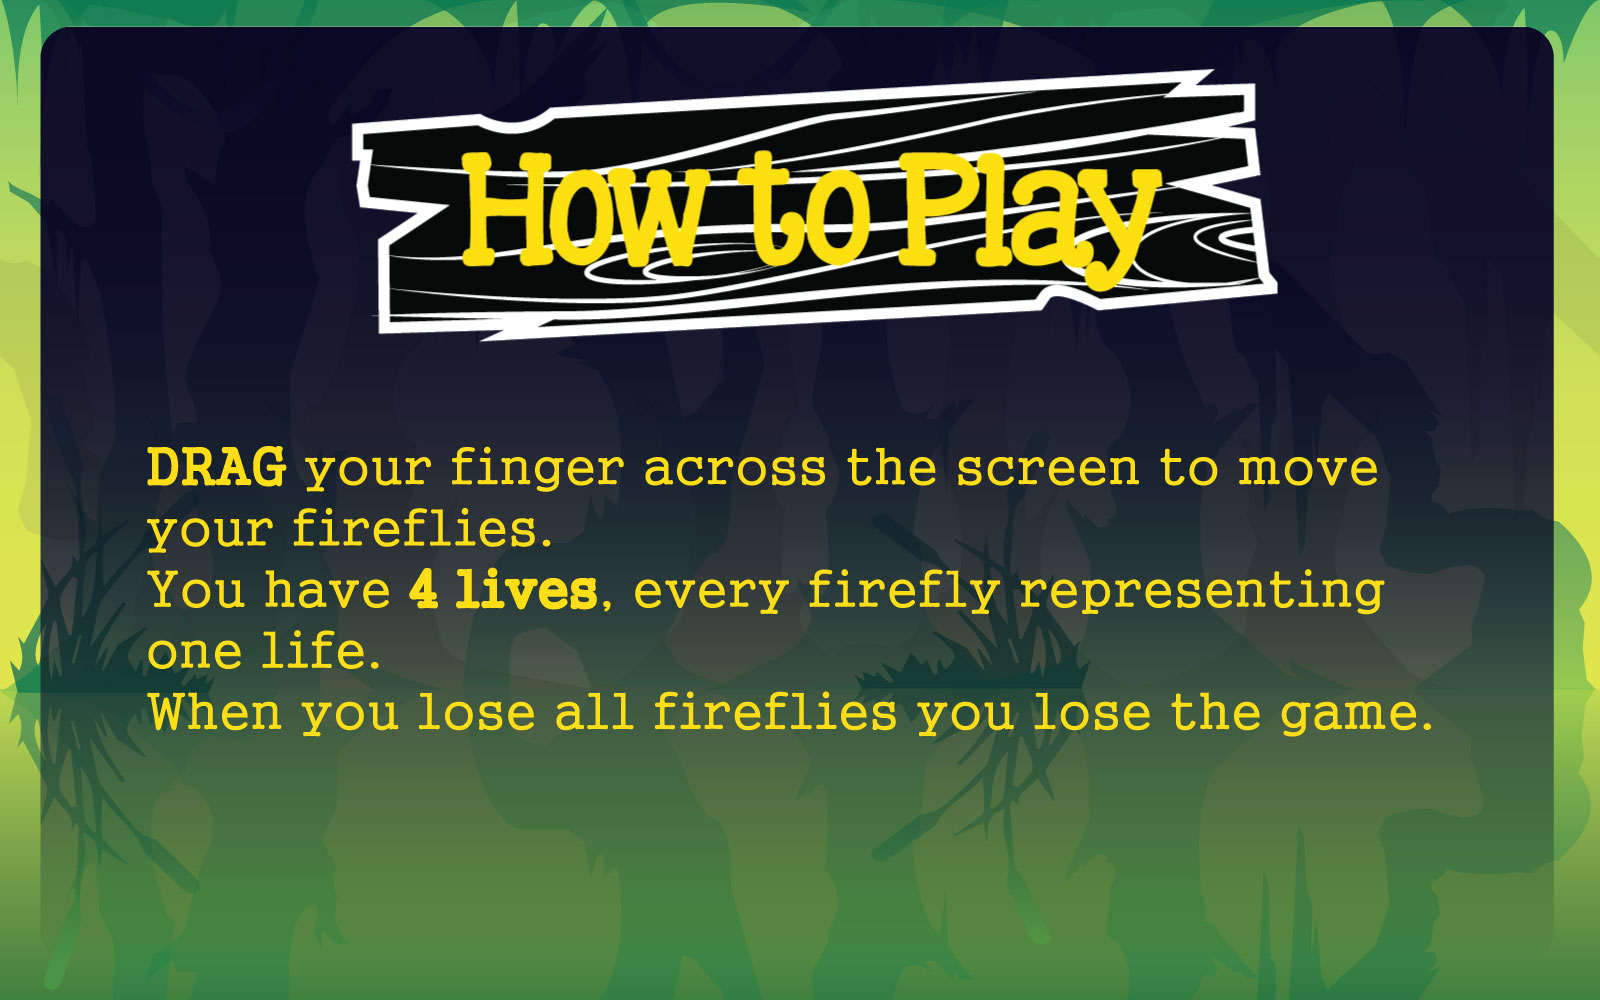 How to Play
DRAG your finger across the screen to move
your fireflies.
You have 4 lives, every firefly representing
one life.
When you lose all fireflies you lose the game.